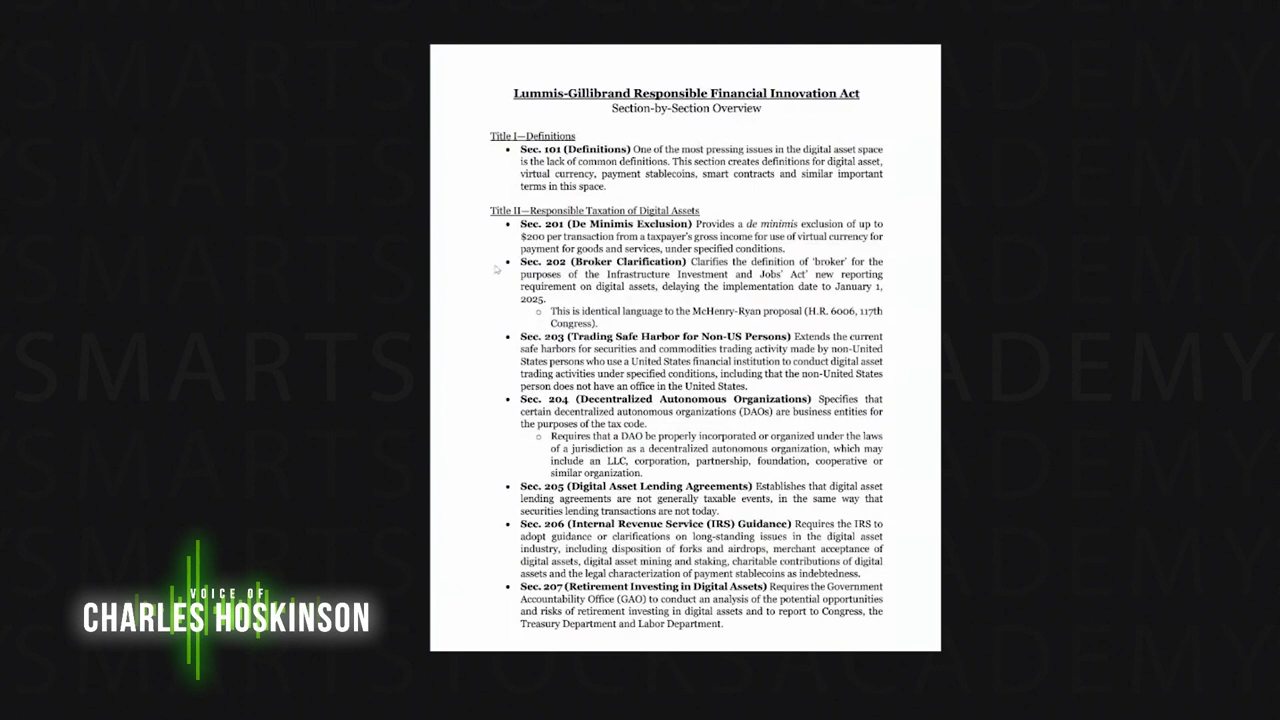 Lummis-Gillibrand Responsible Financial Innovation Act
Section-by-Section Overview
Title I—Definitions
• Sec. 101 (Definitions) One of the most pressing issues in the digital asset space
is the lack of common definitions. This section creates definitions for digital asset,
virtual currency, payment stablecoins, smart contracts and similar important
terms in this space.
Title II—Responsible Taxation of Digital Assets
• Sec. 201 (De Minimis Exclusion) Provides a de minimis exclusion of up to
$200 per transaction from a taxpayer's gross income for use of virtual currency for
payment for goods and services, under specified conditions.
• Sec. 202 (Broker Clarification) Clarifies the definition of 'broker' for the
purposes of the Infrastructure Investment and Jobs' Act' new reporting
requirement on digital assets, delaying the implementation date to January 1,
2025.
o This is identical language to the McHenry-Ryan proposal (H.R. 6006, 117th
Congress).
• Sec. 203 (Trading Safe Harbor for Non-US Persons) Extends the current
safe harbors for securities and commodities trading activity made by non-United
States persons who use a United States financial institution to conduct digital asset
trading activities under specified conditions, including that the non-United States
person does not have an office in the United States.
• Sec. 204 (Decentralized Autonomous Organizations) Specifies that
certain decentralized autonomous organizations (DAOs) are business entities for
the purposes of the tax code.
o Requires that a DAO be properly incorporated or organized under the laws
of a jurisdiction as a decentralized autonomous organization, which may
include an LLC, corporation, partnership, foundation, cooperative or
similar organization.
• Sec. 205 (Digital Asset Lending Agreements) Establishes that digital asset
lending agreements are not generally taxable events, in the same way that
securities lending transactions are not today.
• Sec. 206 (Internal Revenue Service (IRS) Guidance) Requires the IRS to
adopt guidance or clarifications on long-standing issues in the digital asset
industry, including disposition of forks and airdrops, merchant acceptance of
digital assets, digital asset mining and staking, charitable contributions of digital
assets and the legal characterization of payment stablecoins as indebtedness.
• Sec. 207 (Retirement Investing in Digital Assets) Requires the Government
Accountability Office (GAO) to conduct an analysis of the potential opportunities
and risks of retirement investing in digital assets and to report to Congress, the
Treasury Department and Labor Department.
VOICE OF
CHARLES HOSKINSON